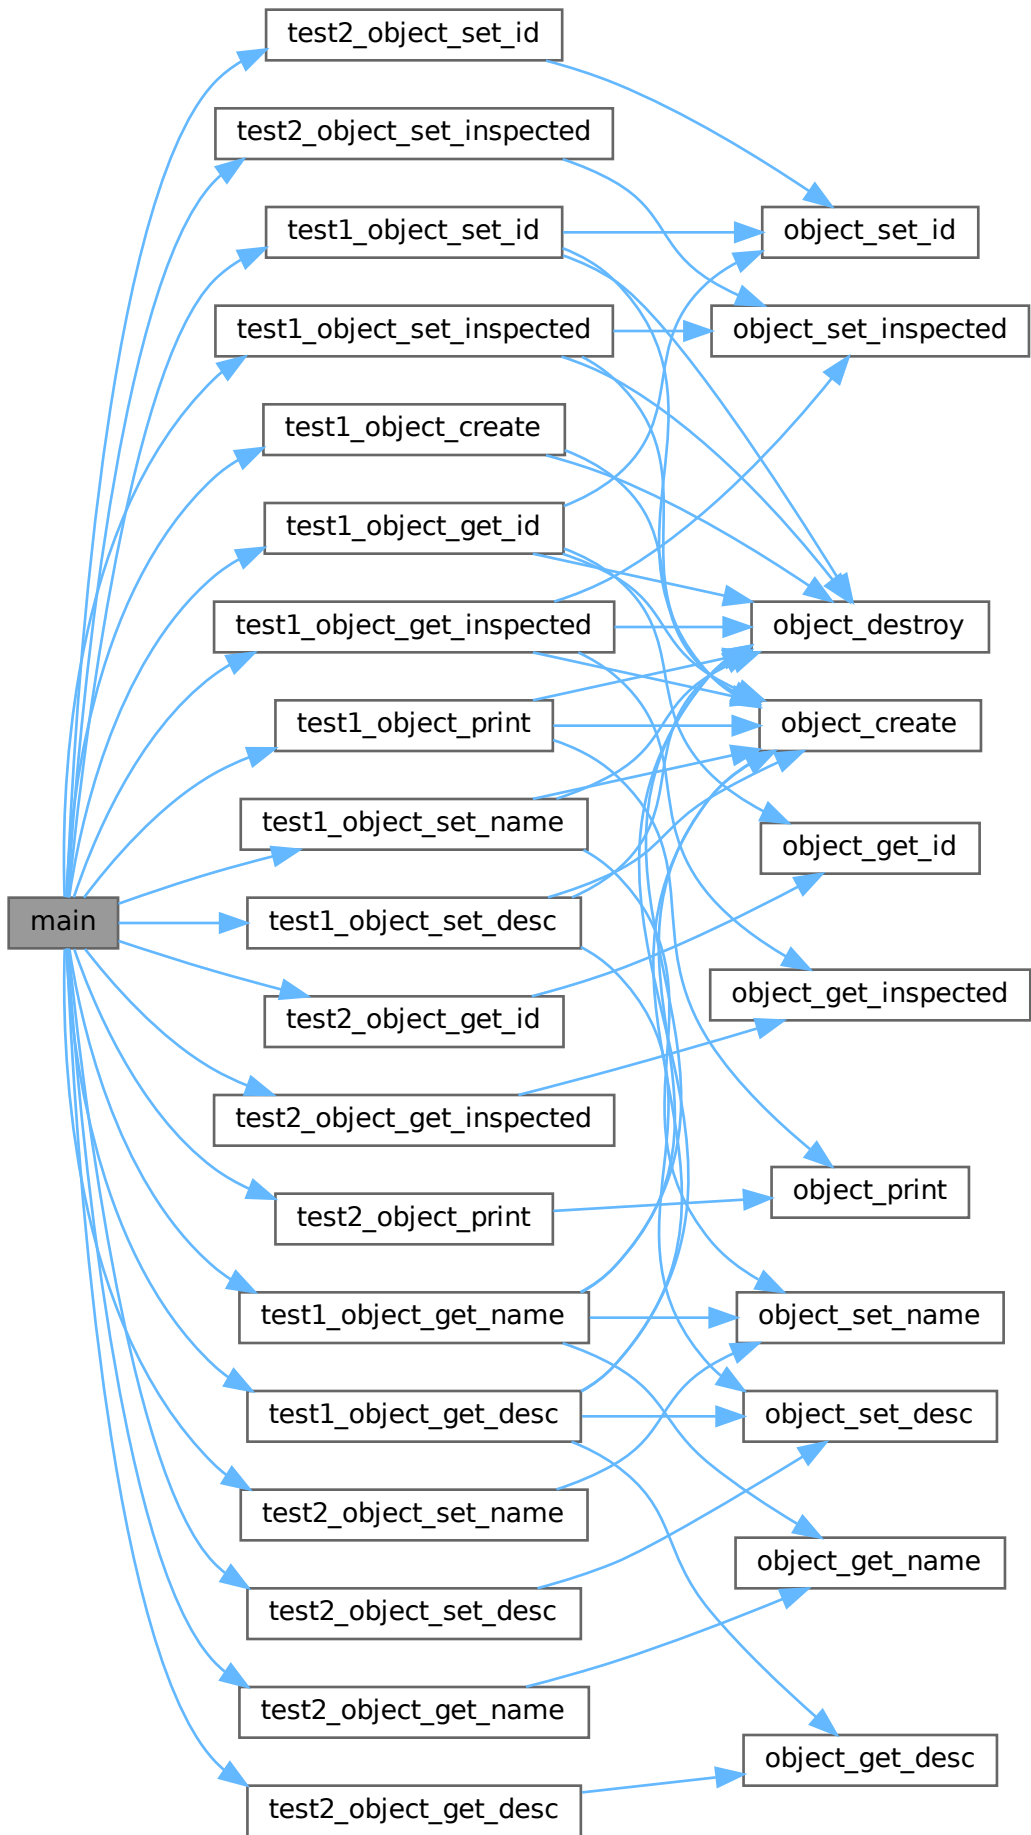 main
test2_object_set_id
test2_object_set_inspected
test1_object_set_id
test1_object_set_inspected
test1_object_create
test1_object_get_id
test1_object_get_inspected
test1_object_print
test1_object_set_name
test1_object_set_desc
test2_object_get_id
test2_object_get_inspected
test2_object_print
test1_object_get_name
test1_object_get_desc
test2_object_set_name
test2_object_set_desc
test2_object_get_name
test2_object_get_desc
object_set_id
object_set_inspected
object_destroy
object_create
object_get_id
object_get_inspected
object_print
object_set_name
object_set_desc
object_get_name
object_get_desc